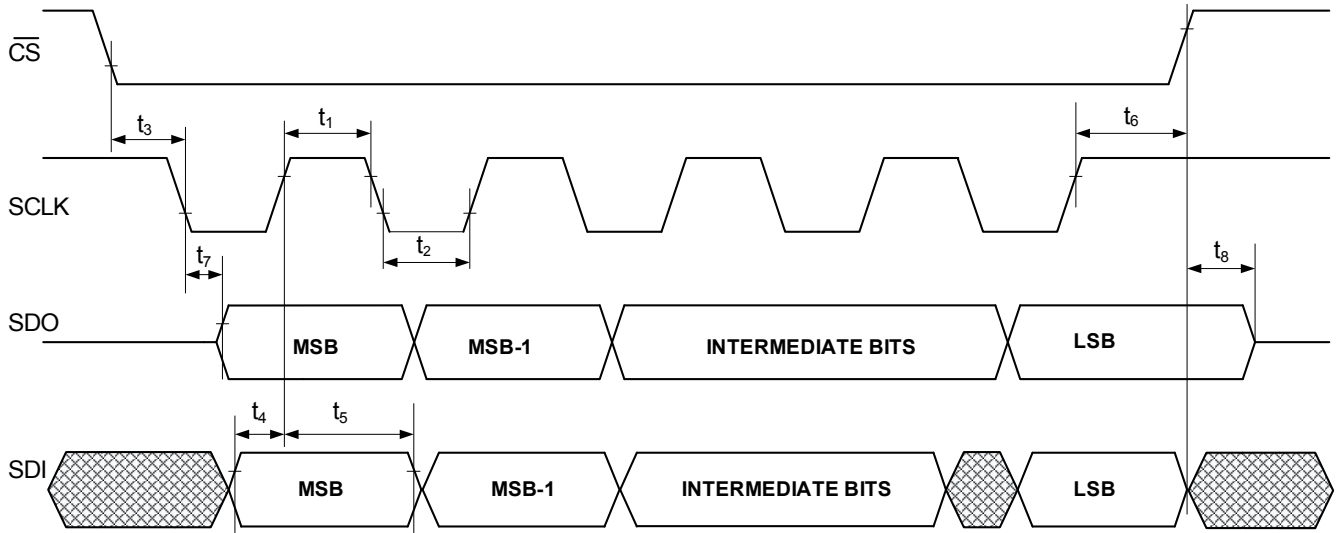 C̅S̅
t₃
t₁
t₆
SCLK
t₂
t₇
t₈
SDO
MSB
MSB-1
INTERMEDIATE BITS
LSB
t₄
t₅
SDI
MSB
MSB-1
INTERMEDIATE BITS
LSB